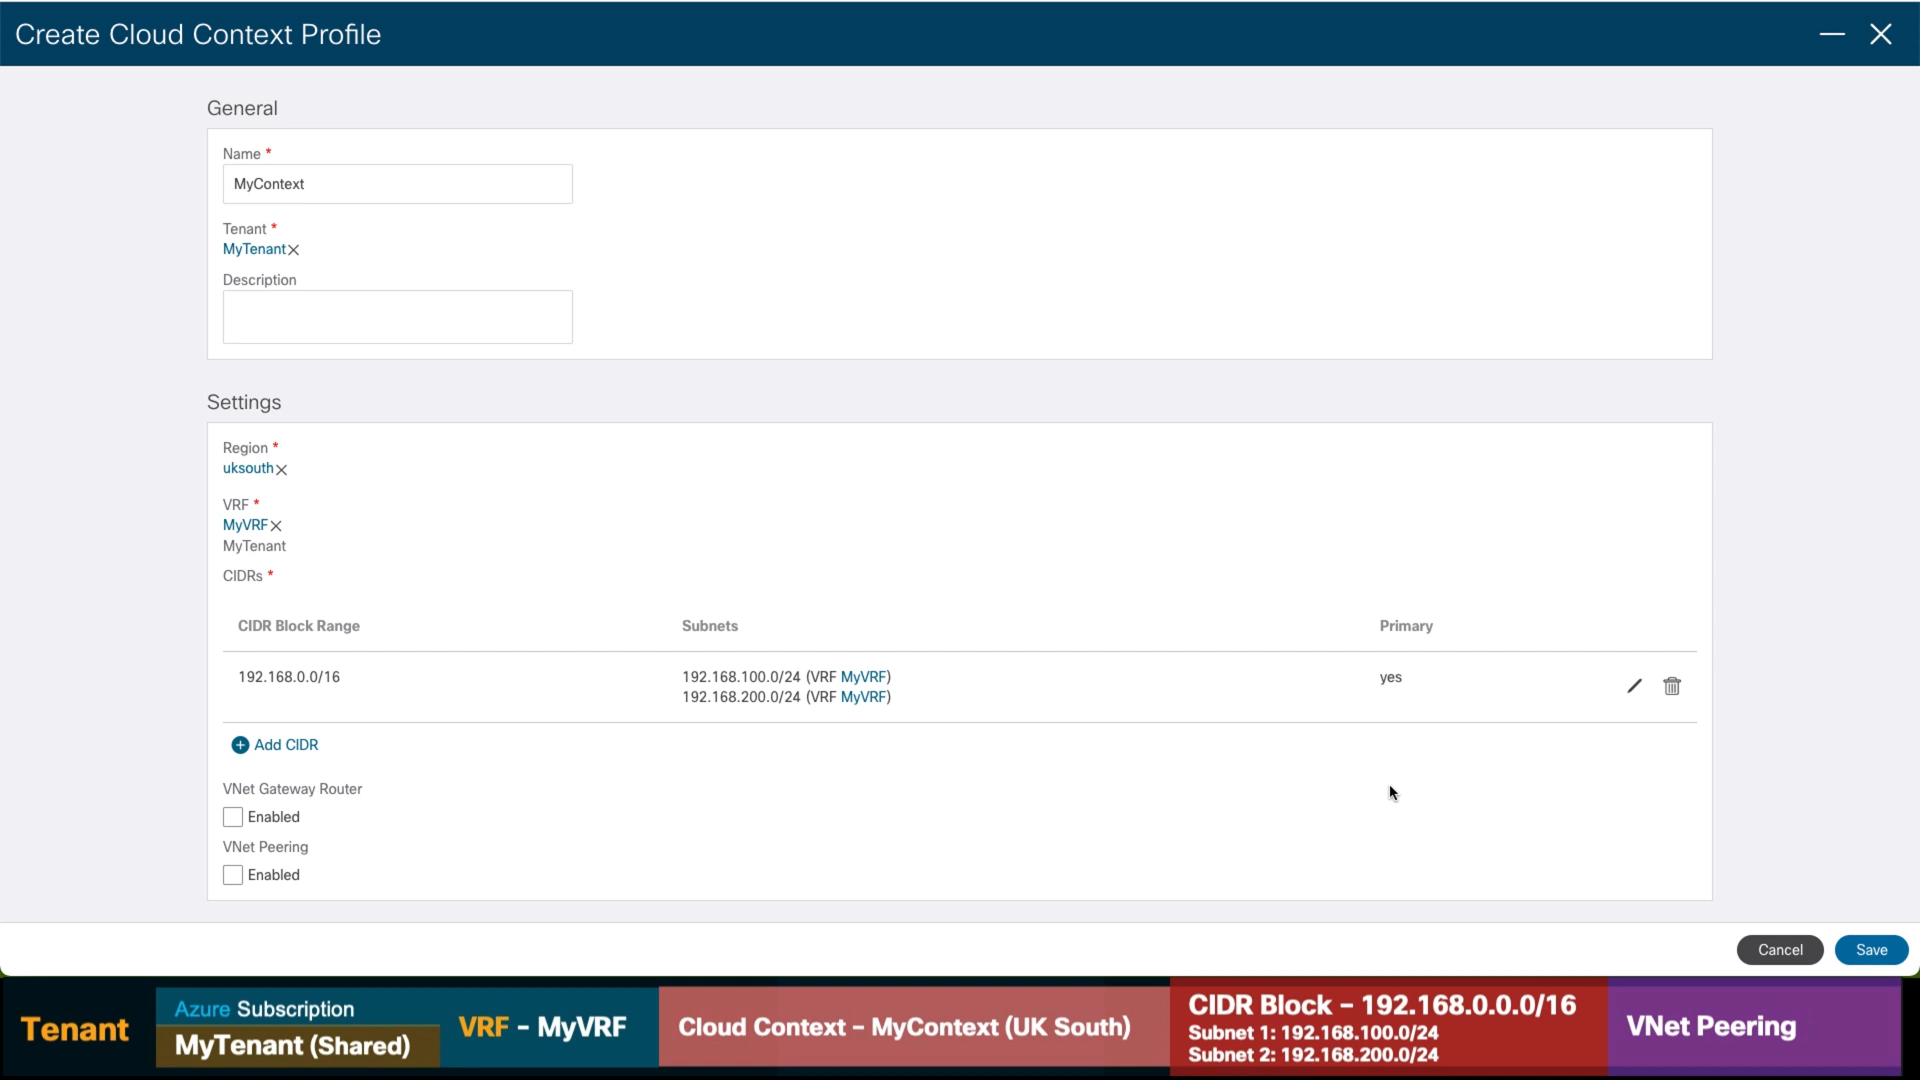 Create Cloud Context Profile
General
Name *
MyContext
Tenant *
MyTenant
Description
Settings
Region *
uksouth
VRF *
MyVRF
MyTenant
CIDRs *
CIDR Block Range Subnets Primary
192.168.0.0/16 192.168.100.0/24 (VRF MyVRF) yes
192.168.200.0/24 (VRF MyVRF)
Add CIDR
VNet Gateway Router
Enabled
VNet Peering
Enabled
Cancel Save
Tenant
Azure Subscription
MyTenant (Shared)
VRF - MyVRF
Cloud Context – MyContext (UK South)
CIDR Block – 192.168.0.0.0/16
Subnet 1: 192.168.100.0/24
Subnet 2: 192.168.200.0/24
VNet Peering